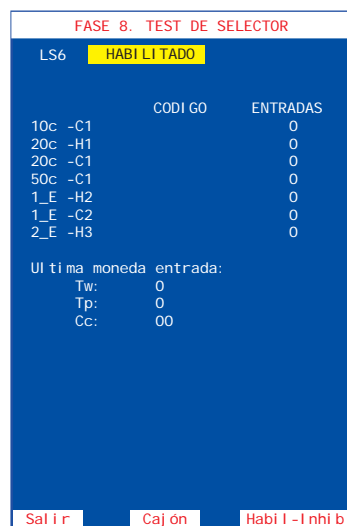 FASE 8. TEST DE SELECTOR
LS6 HABILITADO
CODIGO ENTRADAS
10c -C1 0
20c -H1 0
20c -C1 0
50c -C1 0
1_E -H2 0
1_E -C2 0
2_E -H3 0
Ultima moneda entrada:
Tw: 0
Tp: 0
Cc: 00
Salir Cajón Habil-Inhib